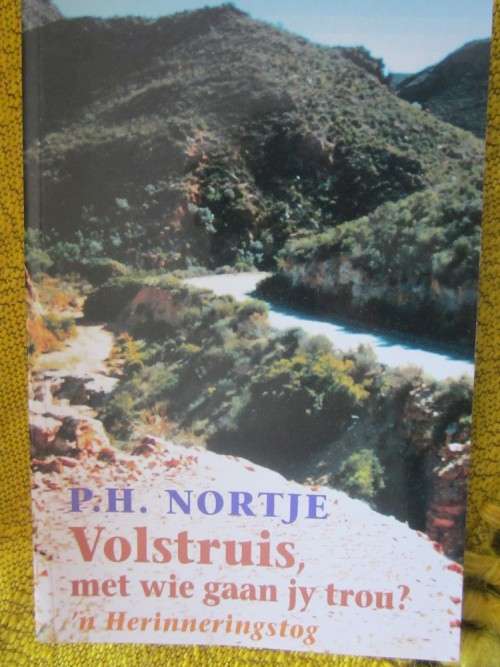 P.H. NORTJE
Volstruis,
met wie gaan jy trou?
'n Herinneringstog